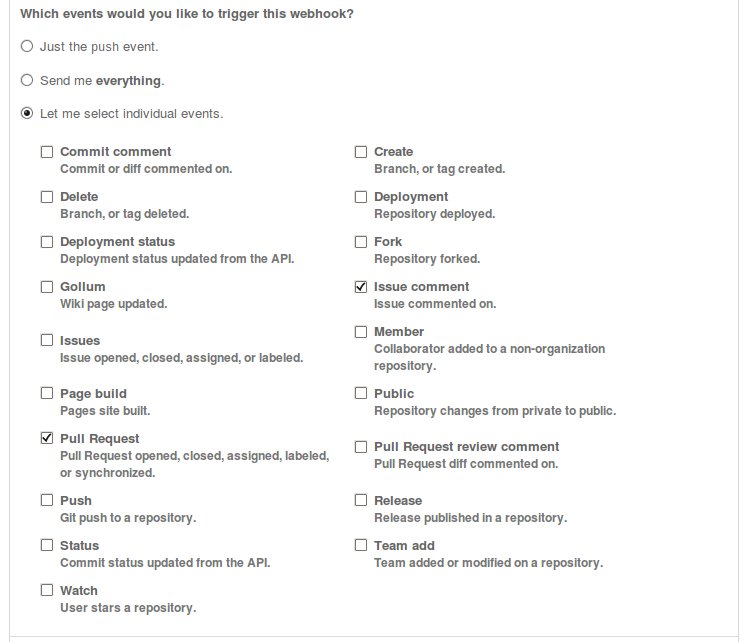 Which events would you like to trigger this webhook?
Just the push event.
Send me everything.
Let me select individual events.
Commit comment
Commit or diff commented on.
Create
Branch, or tag created.
Delete
Branch, or tag deleted.
Deployment
Repository deployed.
Deployment status
Deployment status updated from the API.
Fork
Repository forked.
Gollum
Wiki page updated.
Issue comment
Issue commented on.
Issues
Issue opened, closed, assigned, or labeled.
Member
Collaborator added to a non-organization
repository.
Page build
Pages site built.
Public
Repository changes from private to public.
Pull Request
Pull Request opened, closed, assigned, labeled,
or synchronized.
Pull Request review comment
Pull Request diff commented on.
Push
Git push to a repository.
Release
Release published in a repository.
Status
Commit status updated from the API.
Team add
Team added or modified on a repository.
Watch
User stars a repository.